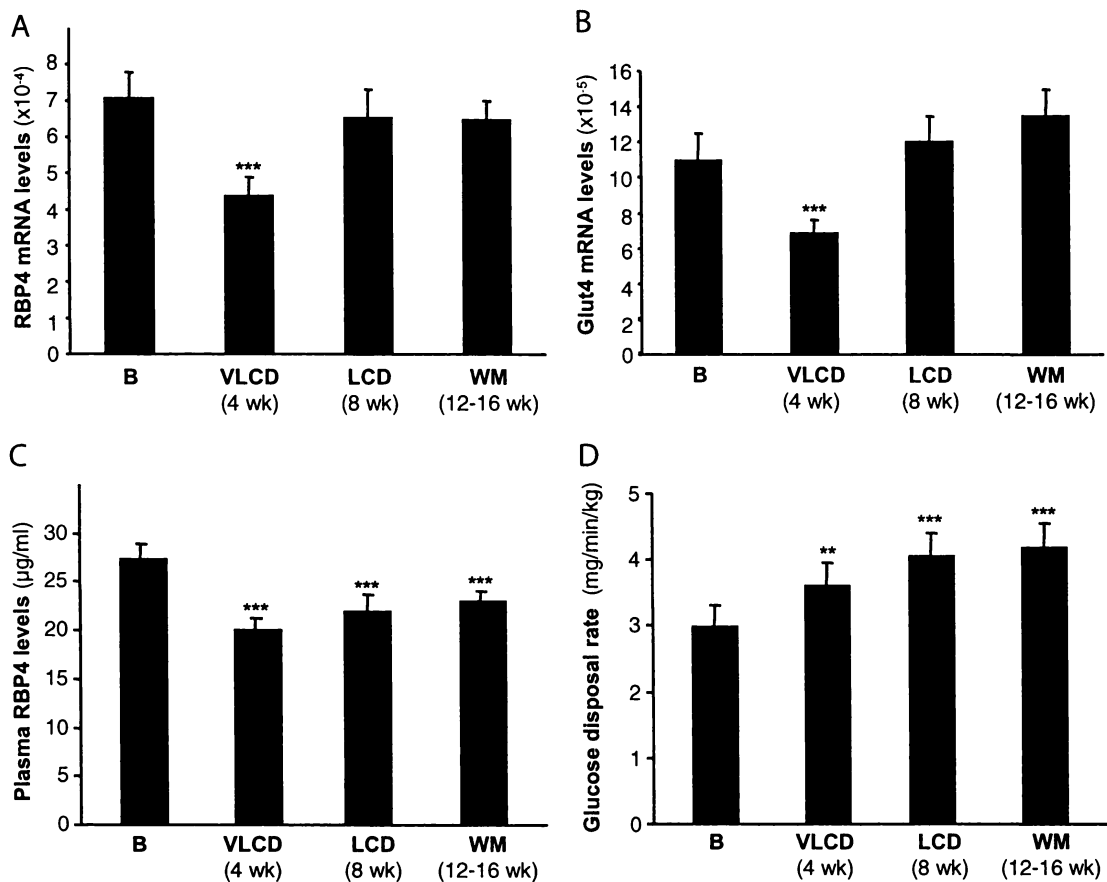 A
RBP4 mRNA levels (x10⁻⁴)
8
7
6
5
4
3
2
1
0
***
B VLCD LCD WM
(4 wk) (8 wk) (12-16 wk)
B
Glut4 mRNA levels (x10⁻⁵)
16
14
12
10
8
6
4
2
0
***
B VLCD LCD WM
(4 wk) (8 wk) (12-16 wk)
C
Plasma RBP4 levels (µg/ml)
30
25
20
15
10
5
0
*** *** ***
B VLCD LCD WM
(4 wk) (8 wk) (12-16 wk)
D
Glucose disposal rate (mg/min/kg)
5
4
3
2
1
0
** *** ***
B VLCD LCD WM
(4 wk) (8 wk) (12-16 wk)